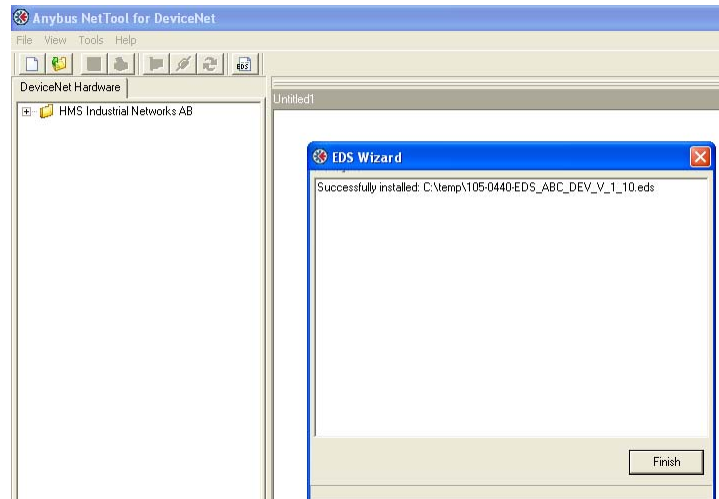 Anybus NetTool for DeviceNet
File View Tools Help
EDS
DeviceNet Hardware
Untitled1
HMS Industrial Networks AB
EDS Wizard
Successfully installed: C:\temp\105-0440-EDS_ABC_DEV_V_1_10.eds
Finish